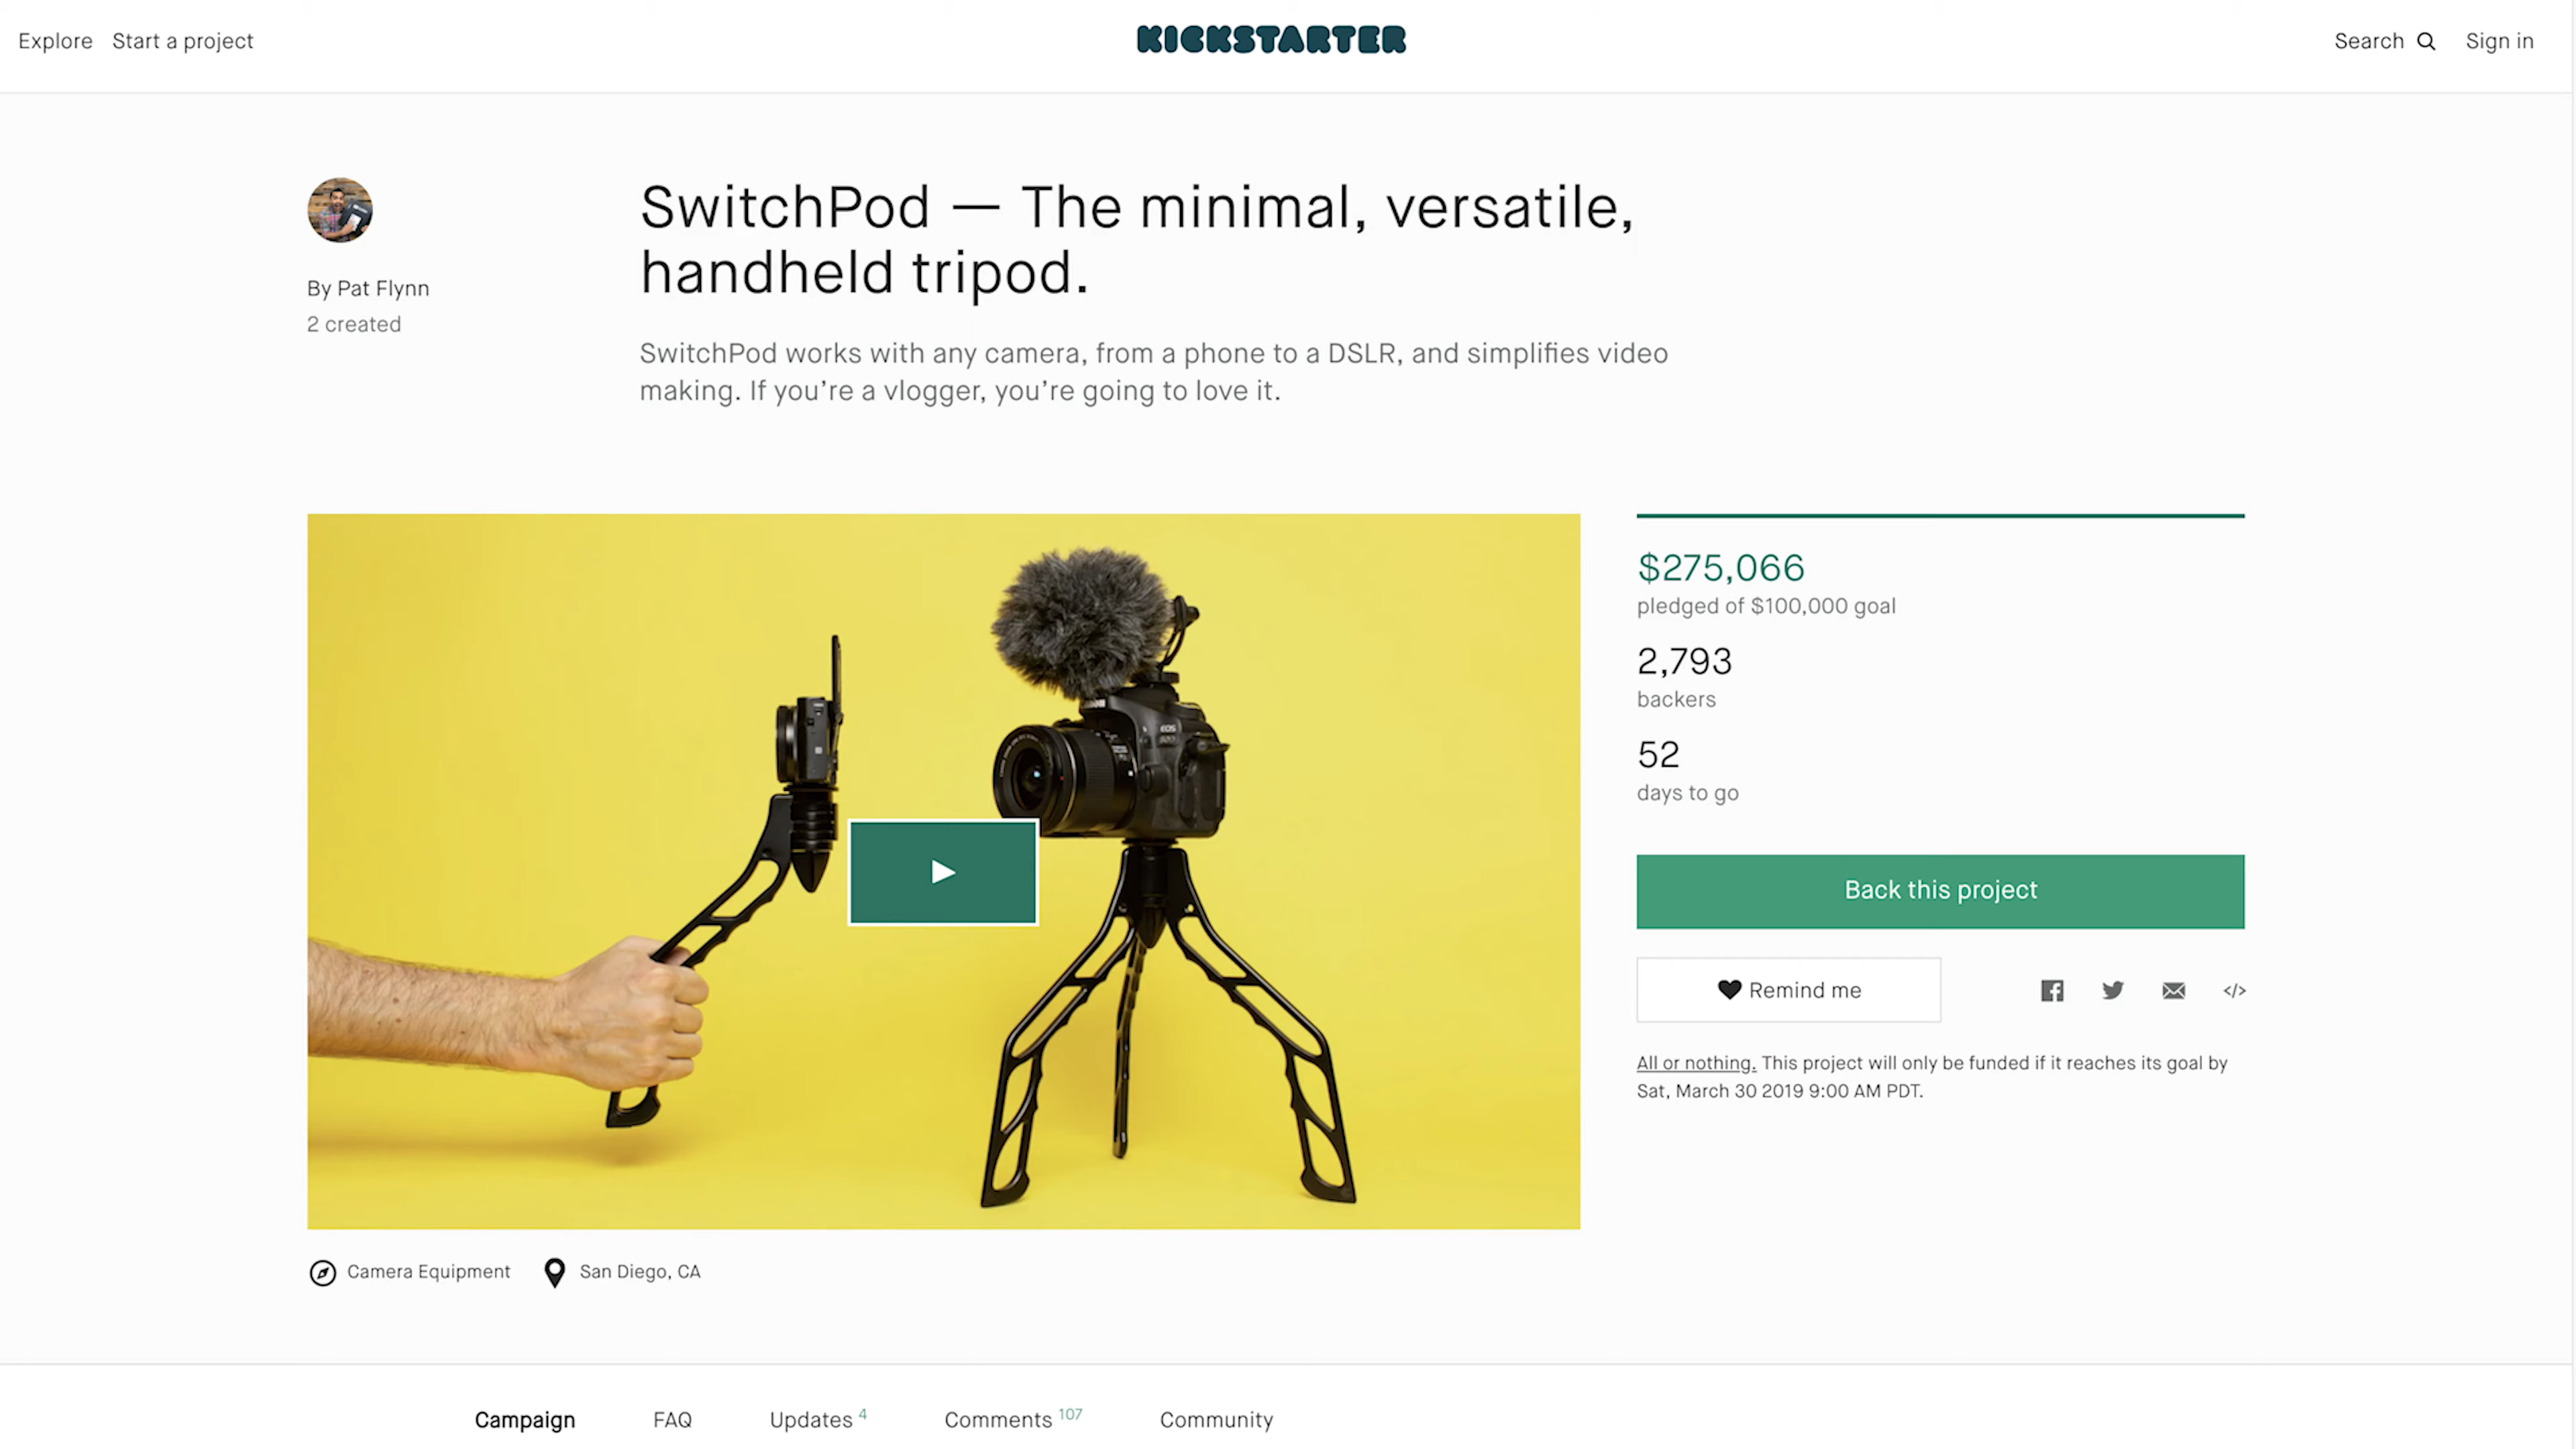 Explore Start a project
KICKSTARTER
Search Sign in
SwitchPod — The minimal, versatile,
handheld tripod.
By Pat Flynn
2 created
SwitchPod works with any camera, from a phone to a DSLR, and simplifies video
making. If you’re a vlogger, you’re going to love it.
$275,066
pledged of $100,000 goal
2,793
backers
52
days to go
Back this project
Remind me
</>
All or nothing. This project will only be funded if it reaches its goal by
Sat, March 30 2019 9:00 AM PDT.
EOS
Camera Equipment San Diego, CA
Campaign FAQ Updates 4 Comments 107 Community